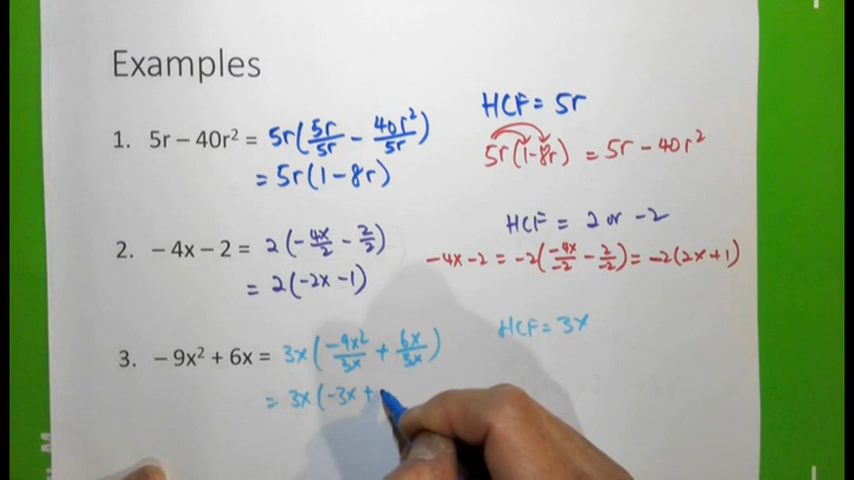 Examples
HCF = 5r
1. 5r – 40r² = 5r(5r/5r - 40r²/5r)
5r(1-8r) = 5r - 40r²
= 5r(1-8r)
HCF = 2 or -2
2. – 4x – 2 = 2(-4x/2 - 2/2)
-4x-2 = -2(-4x/-2 - 2/-2) = -2(2x+1)
= 2(-2x-1)
HCF = 3x
3. – 9x² + 6x = 3x(-9x²/3x + 6x/3x)
= 3x(-3x+